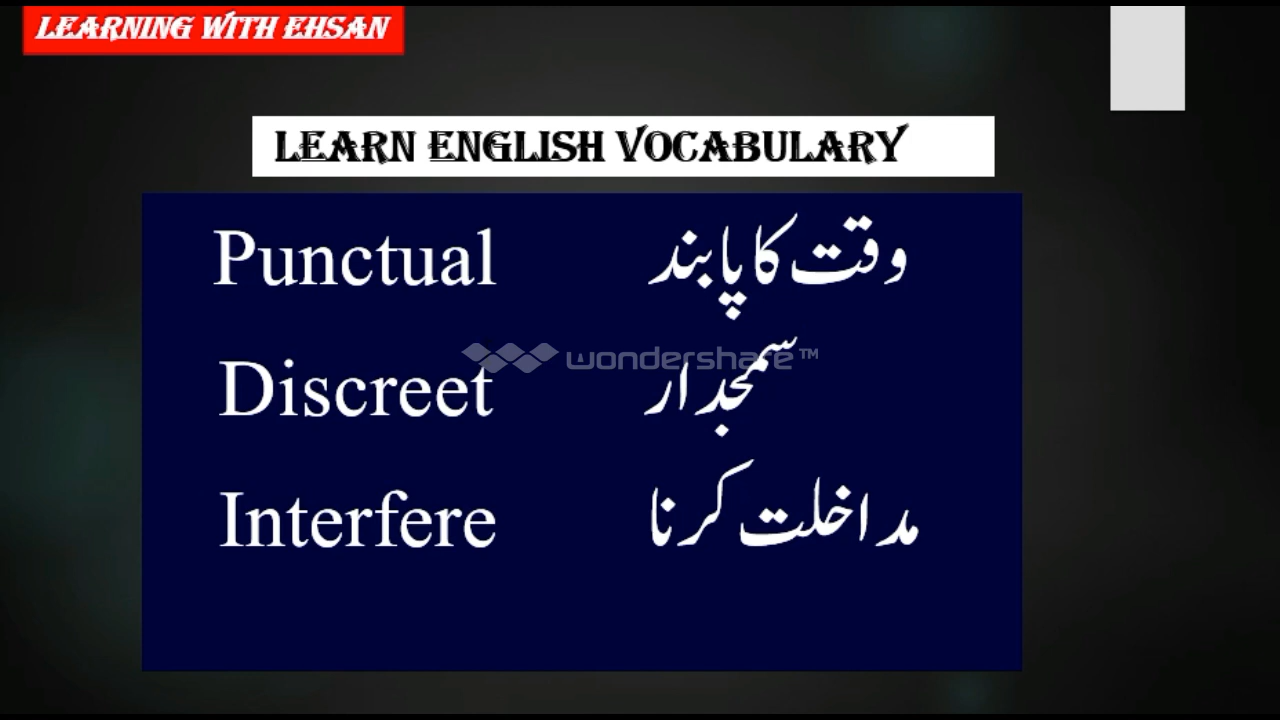 LEARNING WITH EHSAN
LEARN ENGLISH VOCABULARY
Punctual وقت کا پابند
wondershare™
Discreet سمجدار
Interfere مداخلت کرنا